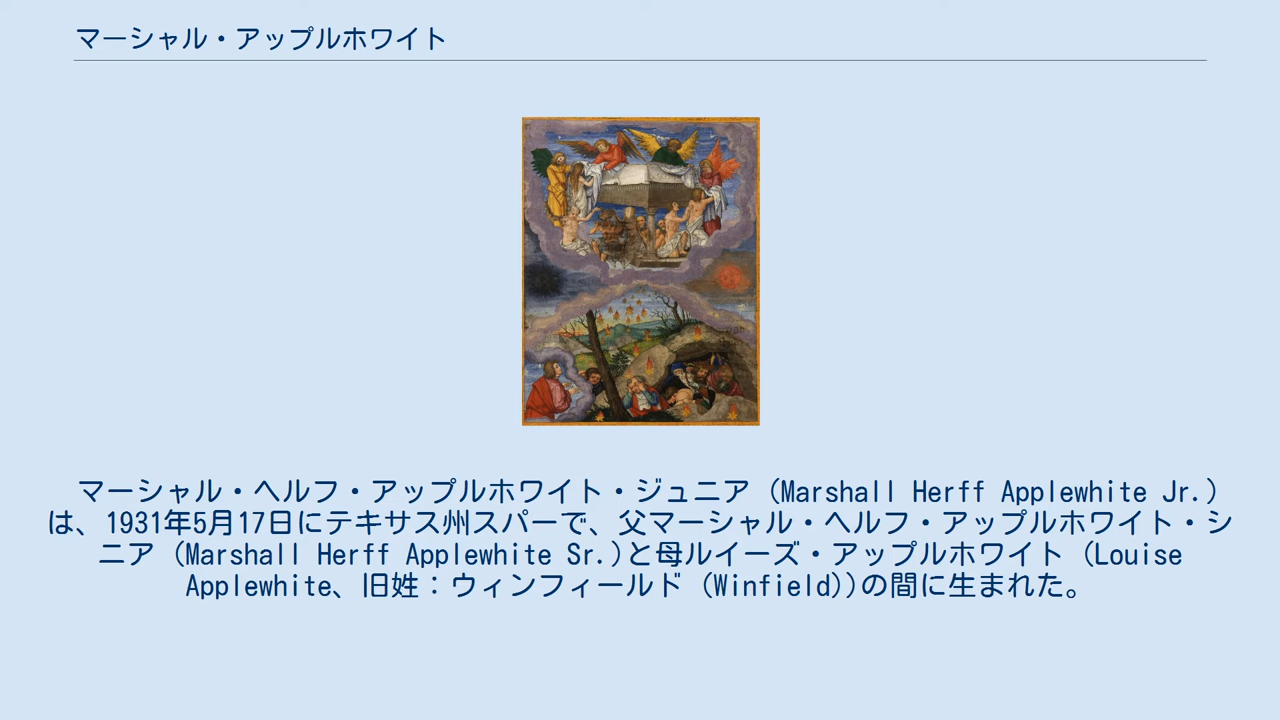 マーシャル・アップルホワイト
マーシャル・ヘルフ・アップルホワイト・ジュニア (Marshall Herff Applewhite Jr.)
は、1931年5月17日にテキサス州スパーで、父マーシャル・ヘルフ・アップルホワイト・シ
ニア (Marshall Herff Applewhite Sr.)と母ルイーズ・アップルホワイト (Louise
Applewhite、旧姓：ウィンフィールド (Winfield))の間に生まれた。